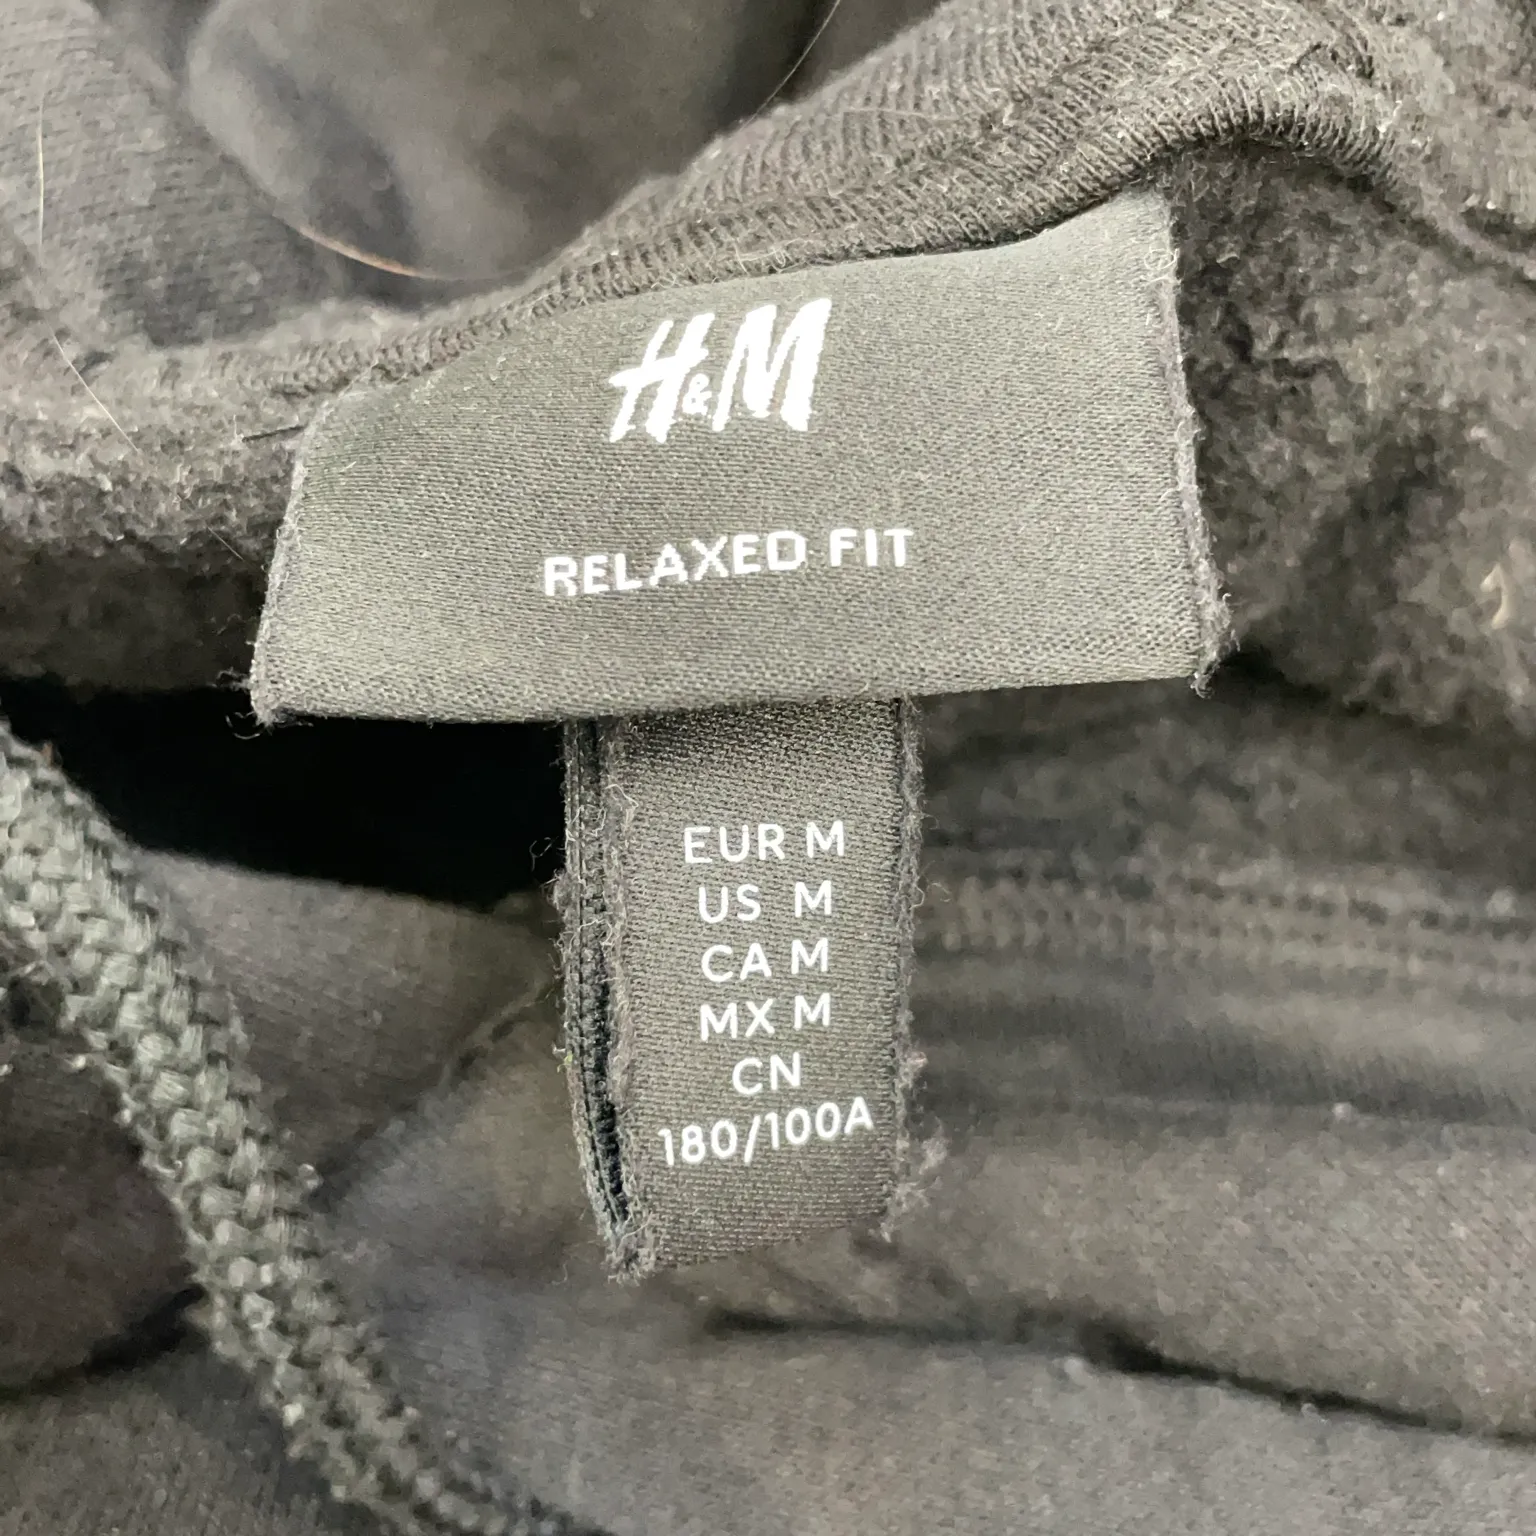 H&M
RELAXED FIT
EUR M
US M
CA M
MX M
CN
180/100A